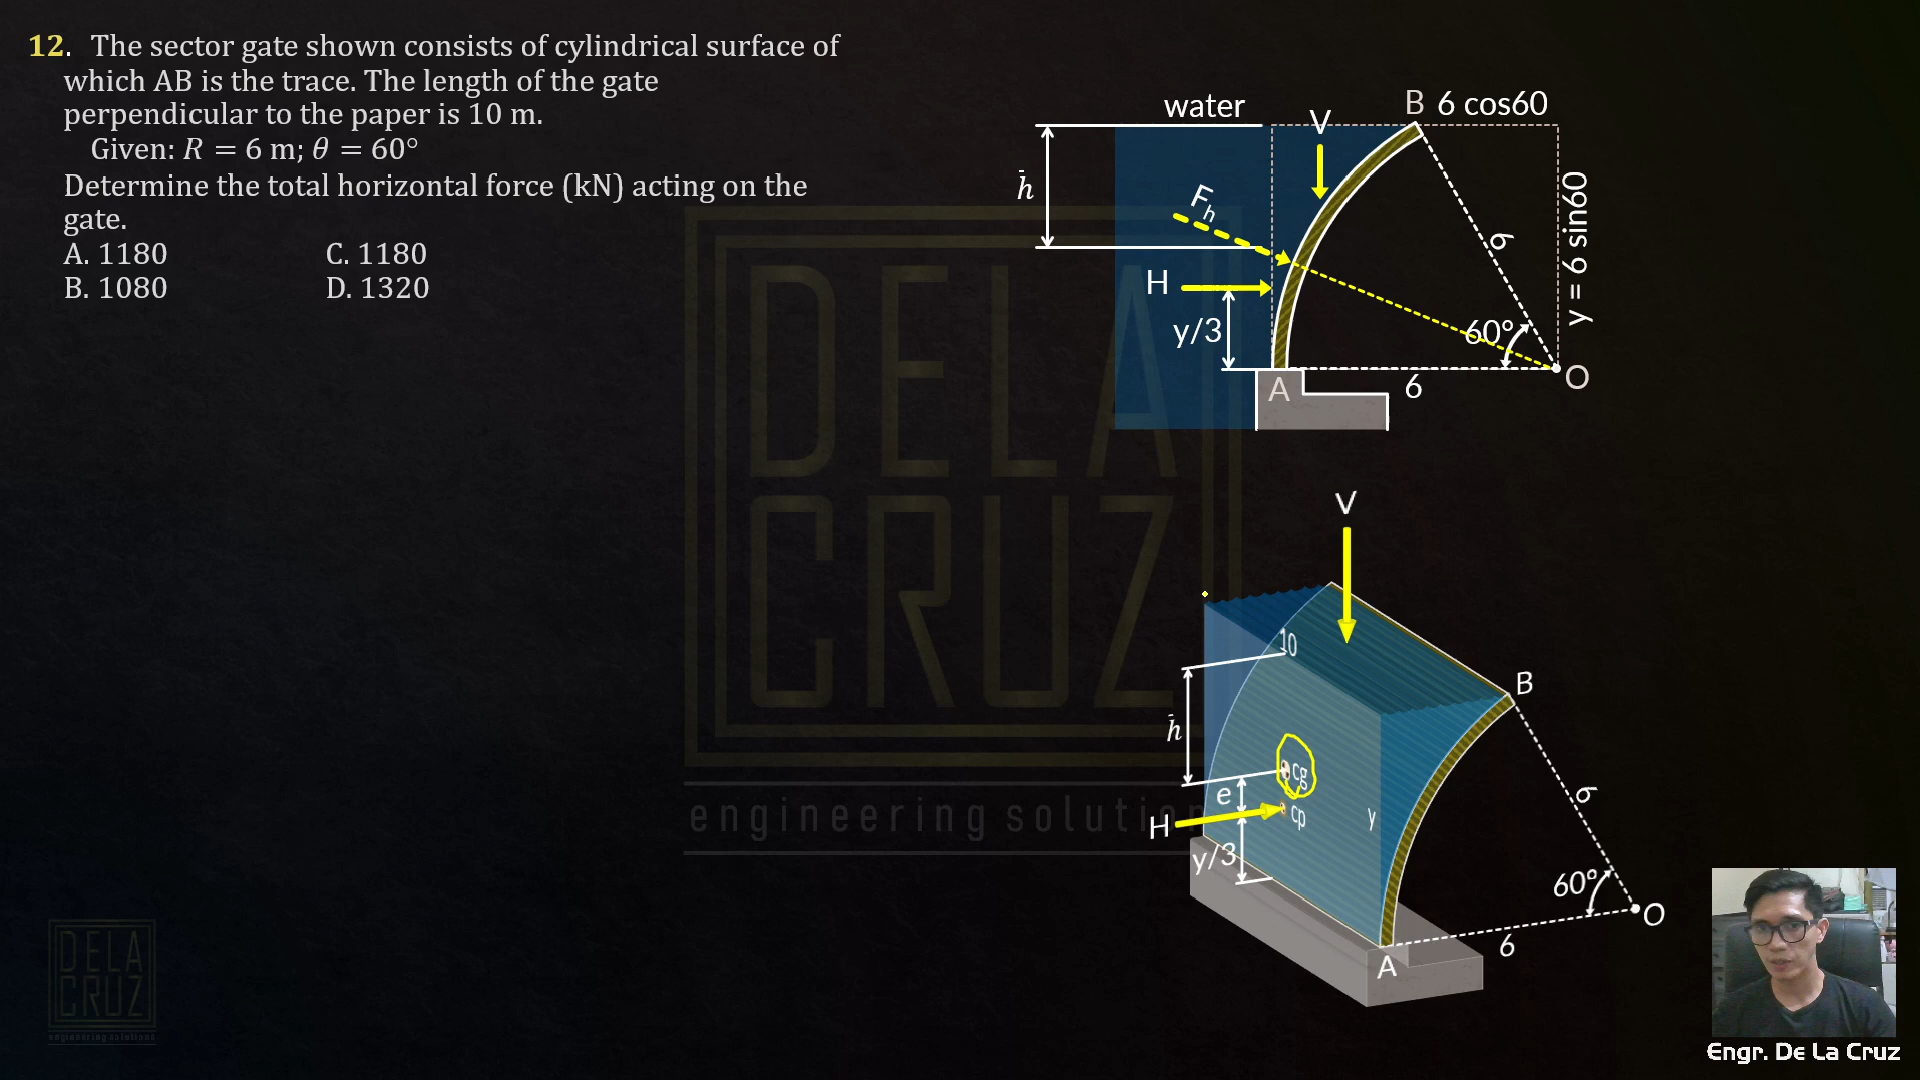 12. The sector gate shown consists of cylindrical surface of
which AB is the trace. The length of the gate
perpendicular to the paper is 10 m.
Given: R = 6 m; θ = 60°
Determine the total horizontal force (kN) acting on the
gate.
A. 1180 C. 1180
B. 1080 D. 1320
water
V
B
6 cos60
h̄
F_h
H
y/3
6
y = 6 sin60
60°
A
6
O
V
10
B
h̄
cg
e
cp
H
y
y/3
6
60°
6
O
A
DELA
CRUZ
engineering solutio
DELA
CRUZ
engineering solutions
Engr. De La Cruz